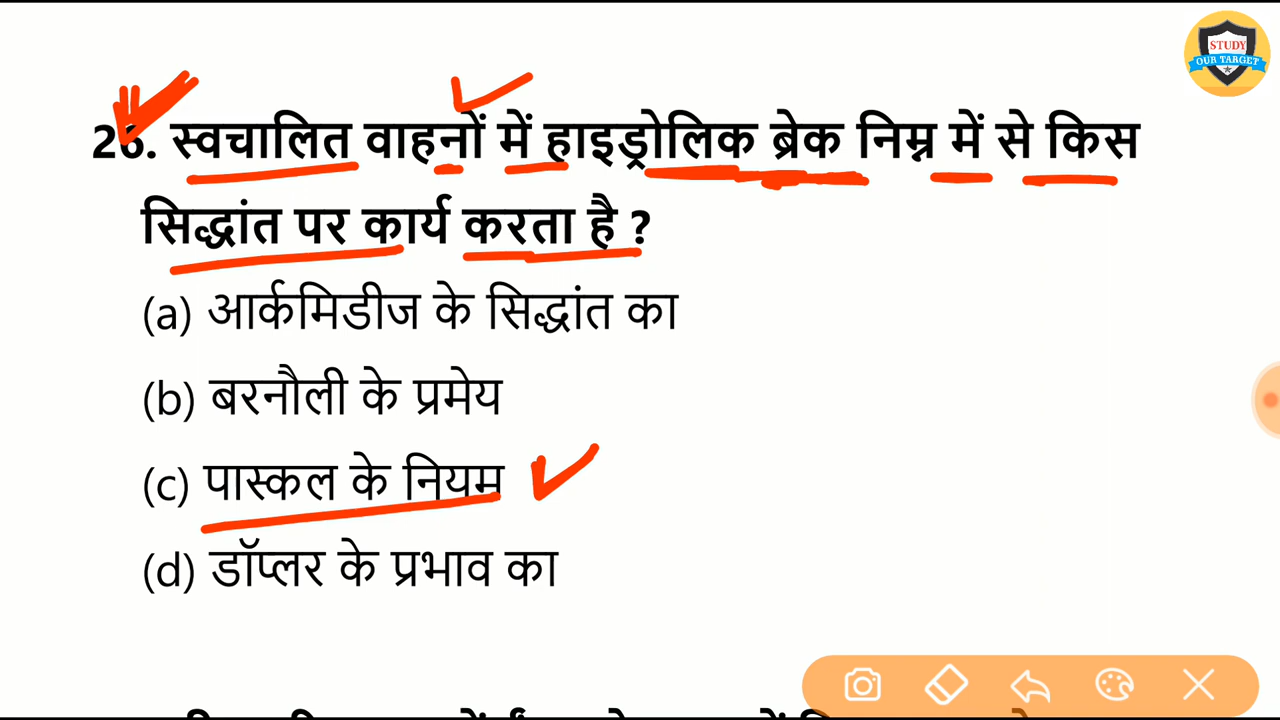 STUDY
OUR TARGET
26. स्वचालित वाहनों में हाइड्रोलिक ब्रेक निम्न में से किस
सिद्धांत पर कार्य करता है ?
(a) आर्कमिडीज के सिद्धांत का
(b) बरनौली के प्रमेय
(c) पास्कल के नियम
(d) डॉप्लर के प्रभाव का